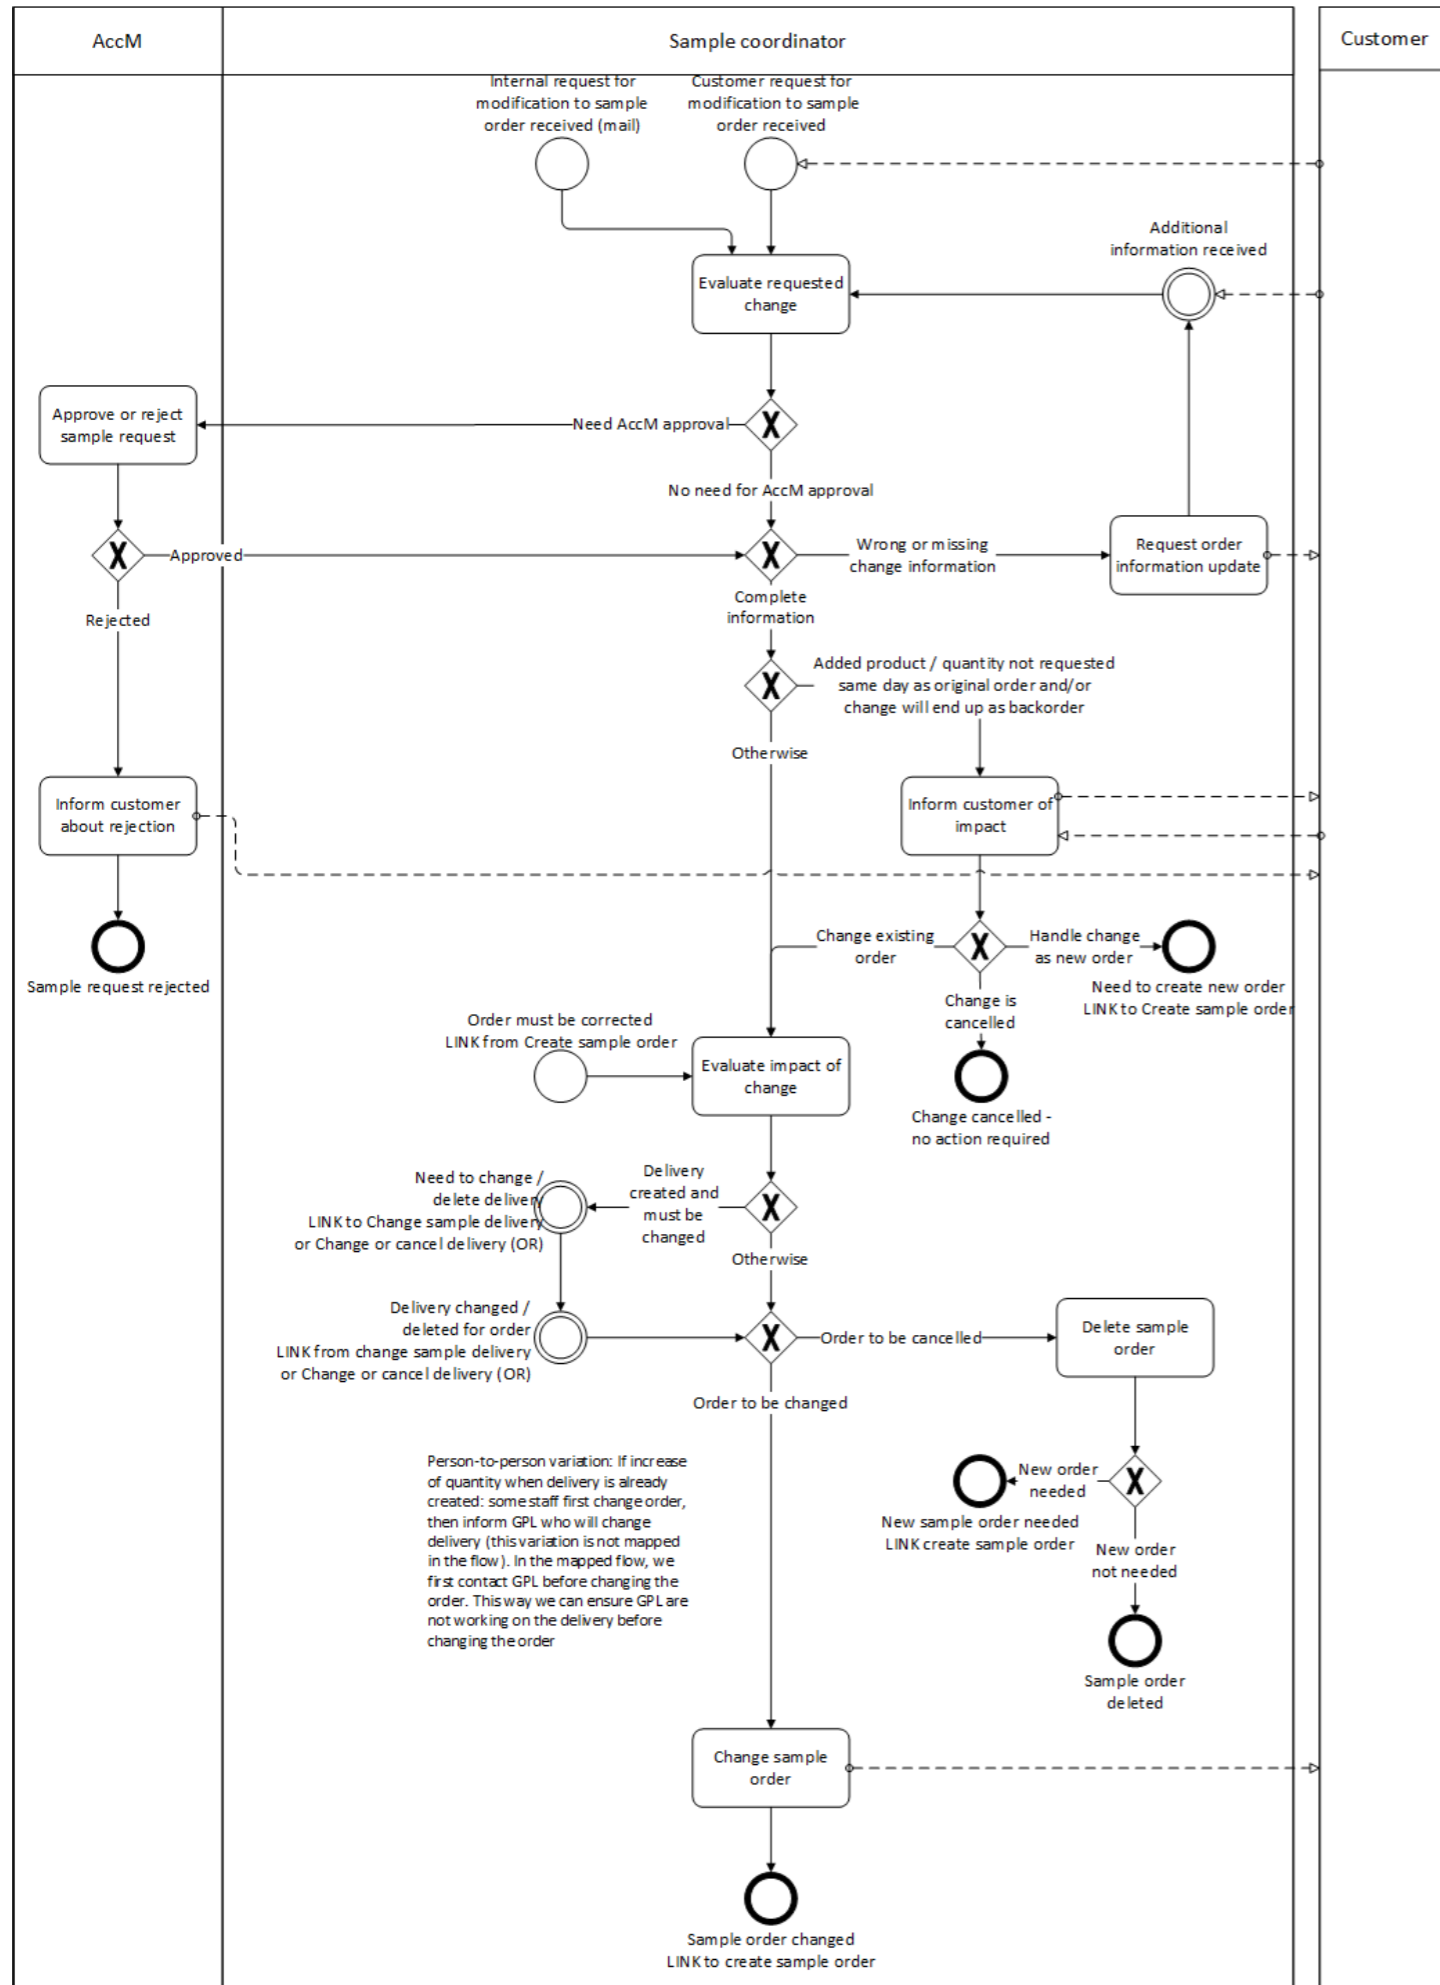 AccM
Sample coordinator
Customer
Internal request for
modification to sample
order received (mail)
Customer request for
modification to sample
order received
Additional
information received
Evaluate requested
change
Approve or reject
sample request
Need AccM approval
No need for AccM approval
Approved
Wrong or missing
change information
Request order
information update
Rejected
Complete
information
Added product / quantity not requested
same day as original order and/or
change will end up as backorder
Otherwise
Inform customer
about rejection
Inform customer of
impact
Sample request rejected
Change existing
order
Handle change
as new order
Need to create new order
LINK to Create sample order
Change is
cancelled
Order must be corrected
LINK from Create sample order
Evaluate impact of
change
Change cancelled -
no action required
Need to change /
delete delivery
LINK to Change sample delivery
or Change or cancel delivery (OR)
Delivery
created and
must be
changed
Otherwise
Delivery changed /
deleted for order
LINK from change sample delivery
or Change or cancel delivery (OR)
Order to be cancelled
Delete sample
order
Order to be changed
Person-to-person variation: If increase
of quantity when delivery is already
created: some staff first change order,
then inform GPL who will change
delivery (this variation is not mapped
in the flow). In the mapped flow, we
first contact GPL before changing the
order. This way we can ensure GPL are
not working on the delivery before
changing the order
New order
needed
New sample order needed
LINK create sample order
New order
not needed
Sample order
deleted
Change sample
order
Sample order changed
LINK to create sample order